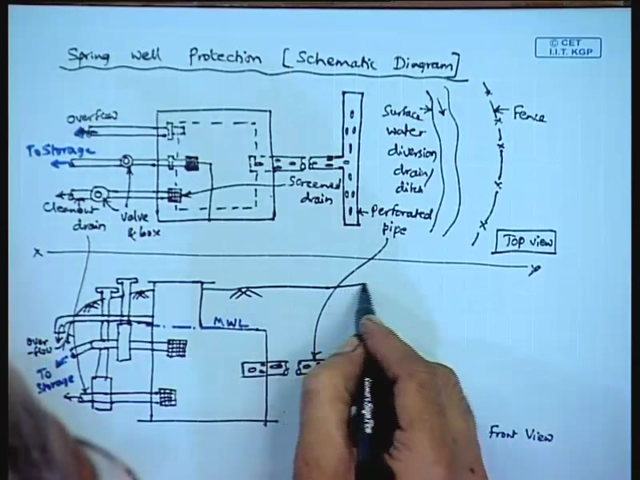 Spring well Protection [Schematic Diagram]
© CET
I.I.T. KGP
Overflow
To Storage
Cleanout
drain
valve
& box
Screened
drain
Surface
water
diversion
drain/
ditch
Perforated
pipe
Fence
Top view
MWL
Over
-flow
To
Storage
Front View